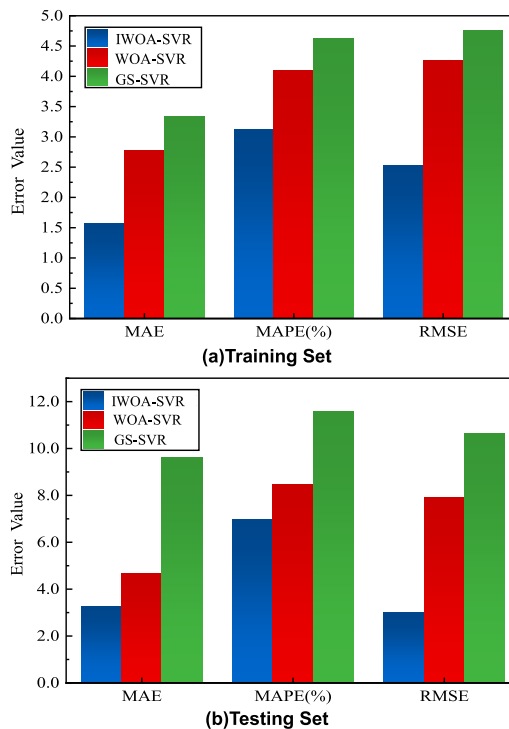 5.0
4.5
4.0
3.5
3.0
2.5
2.0
1.5
1.0
0.5
0.0
Error Value
IWOA-SVR
WOA-SVR
GS-SVR
MAE MAPE(%) RMSE
(a)Training Set
12.0
10.0
8.0
6.0
4.0
2.0
0.0
Error Value
IWOA-SVR
WOA-SVR
GS-SVR
MAE MAPE(%) RMSE
(b)Testing Set